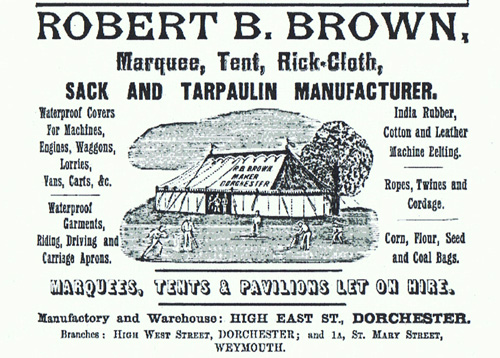 ROBERT B. BROWN,
Marquee, Tent, Rick-Cloth,
SACK AND TARPAULIN MANUFACTURER.
Waterproof Covers
For Machines,
Engines, Waggons,
Lorries,
Vans, Carts, &c.
Waterproof
Garments,
Riding, Driving and
Carriage Aprons.
R.B. BROWN
MAKER
DORCHESTER
India Rubber,
Cotton and Leather
Machine Belting.
Ropes, Twines and
Cordage.
Corn, Flour, Seed
and Coal Bags.
MARQUEES, TENTS & PAVILIONS LET ON HIRE.
Manufactory and Warehouse: HIGH EAST ST., DORCHESTER.
Branches: HIGH WEST STREET, DORCHESTER; and 1A, ST. MARY STREET,
WEYMOUTH.